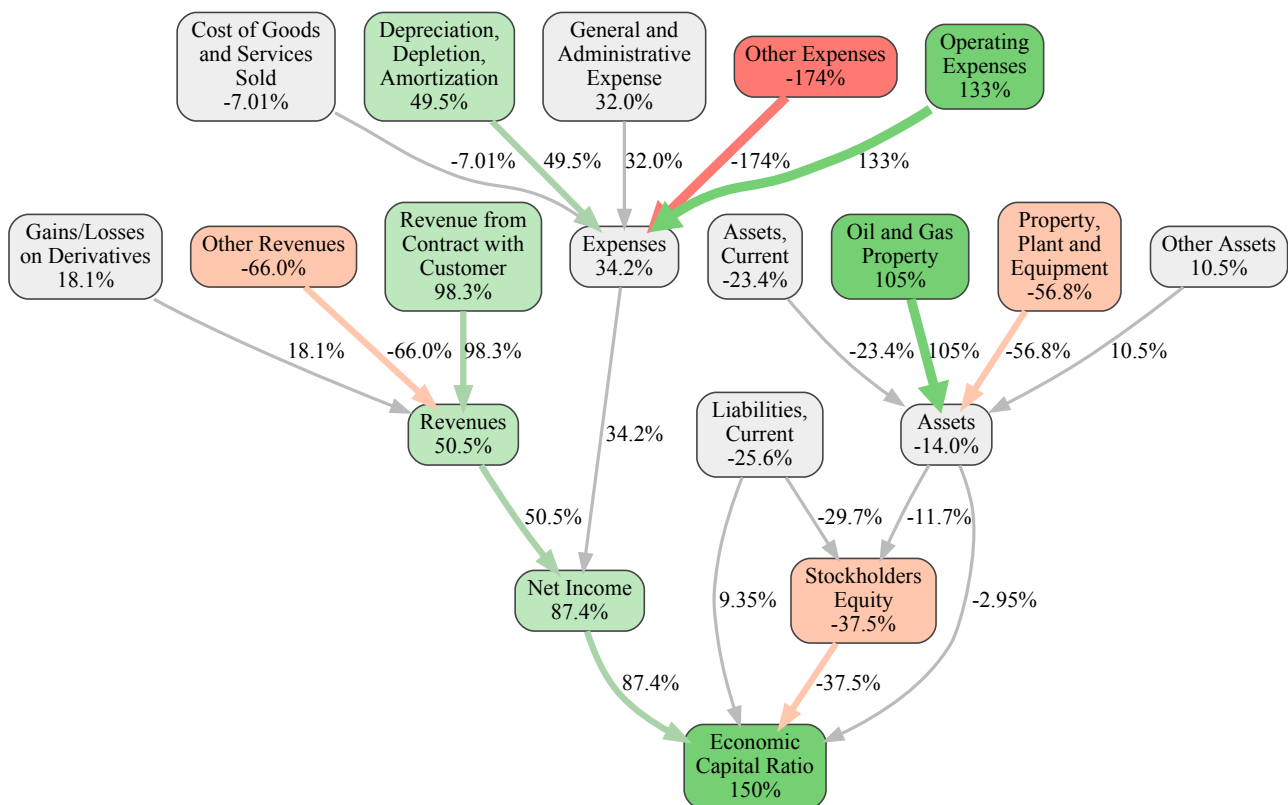 Cost of Goods
and Services
Sold
-7.01%
Depreciation,
Depletion,
Amortization
49.5%
General and
Administrative
Expense
32.0%
Other Expenses
-174%
Operating
Expenses
133%
-7.01%
49.5%
32.0%
-174%
133%
Gains/Losses
on Derivatives
18.1%
Other Revenues
-66.0%
Revenue from
Contract with
Customer
98.3%
Expenses
34.2%
Assets,
Current
-23.4%
Oil and Gas
Property
105%
Property,
Plant and
Equipment
-56.8%
Other Assets
10.5%
18.1%
-66.0%
98.3%
-23.4%
105%
-56.8%
10.5%
Revenues
50.5%
34.2%
Liabilities,
Current
-25.6%
Assets
-14.0%
50.5%
-29.7%
-11.7%
Net Income
87.4%
9.35%
Stockholders
Equity
-37.5%
-2.95%
87.4%
-37.5%
Economic
Capital Ratio
150%